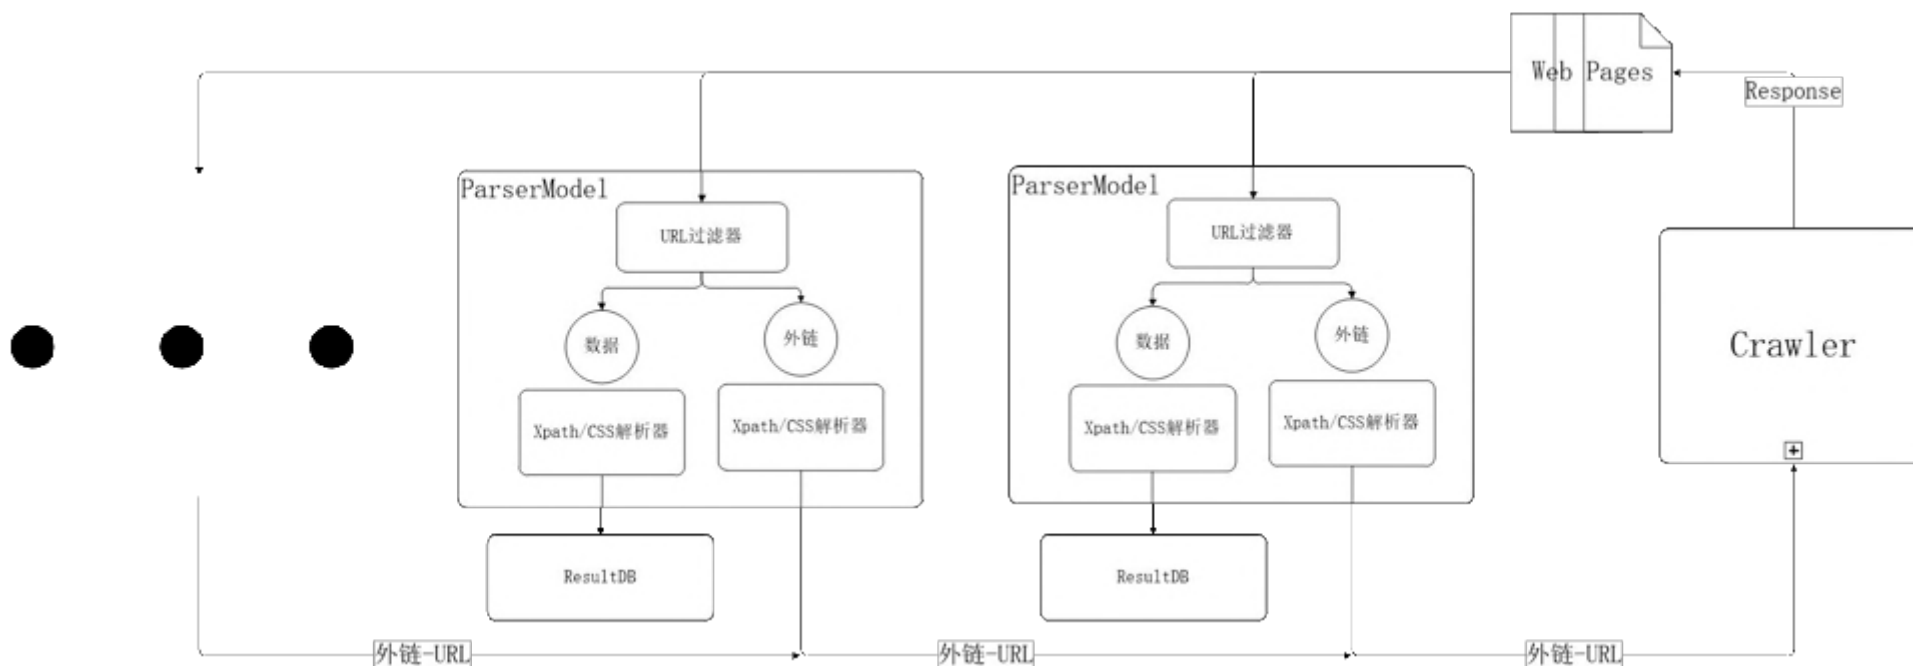 Web Pages
Response
ParserModel
URL过滤器
数据
外链
Xpath/CSS解析器
Xpath/CSS解析器
ResultDB
ParserModel
URL过滤器
数据
外链
Xpath/CSS解析器
Xpath/CSS解析器
ResultDB
Crawler
外链-URL
外链-URL
外链-URL